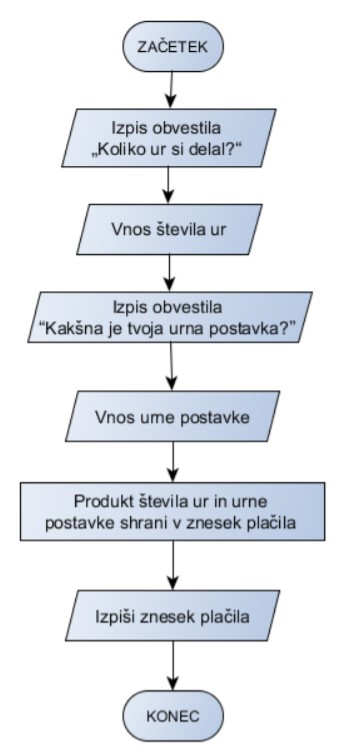 ZAČETEK
Izpis obvestila
„Koliko ur si delal?“
Vnos števila ur
Izpis obvestila
“Kakšna je tvoja urna postavka?”
Vnos urne postavke
Produkt števila ur in urne
postavke shrani v znesek plačila
Izpiši znesek plačila
KONEC